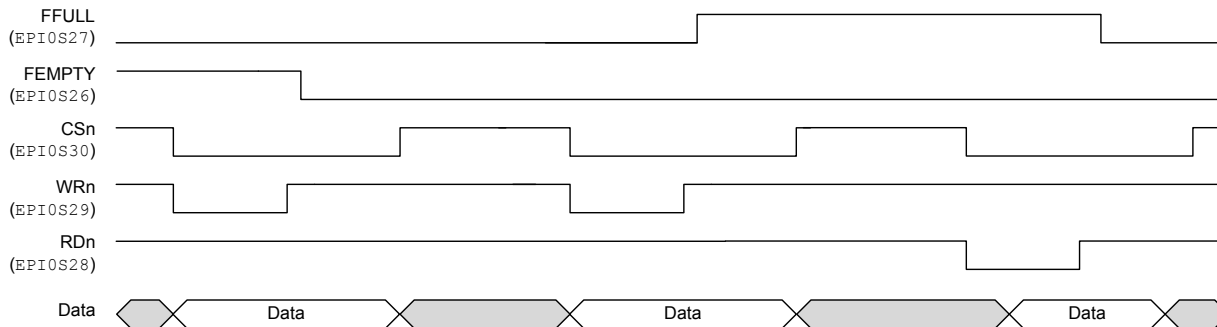 FFULL
(EPI0S27)
FEMPTY
(EPI0S26)
CSn
(EPI0S30)
WRn
(EPI0S29)
RDn
(EPI0S28)
Data Data Data Data